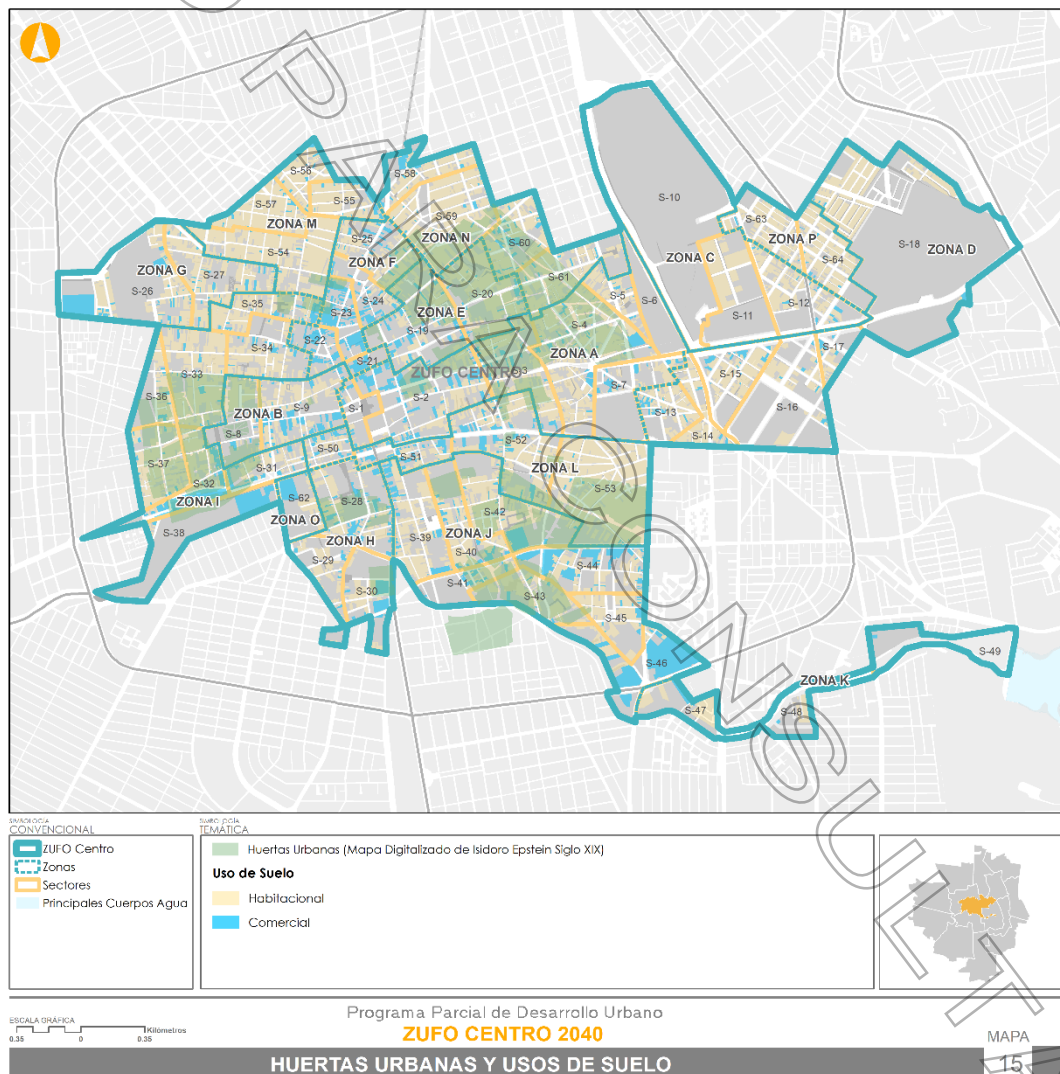 PARA CONSULTA
S-10
S-58
S-56
S-55
S-57
S-59
S-63
ZONA M
S-25
ZONA N
S-60
ZONA P
S-18
ZONA D
S-54
ZONA F
ZONA C
S-64
ZONA G
S-27
S-61
S-26
S-24
S-20
S-5
S-6
S-12
S-35
S-23
ZONA E
S-11
S-22
S-19
S-4
S-34
S-21
ZONA A
S-17
S-33
ZUFO CENTRO
S-3
S-7
S-15
S-36
ZONA B
S-9
S-1
S-2
S-16
S-13
S-8
S-50
S-52
S-14
S-37
S-31
S-51
ZONA L
S-32
S-62
S-28
S-53
ZONA I
S-38
ZONA O
S-42
ZONA H
S-39
ZONA J
S-29
S-40
S-44
S-30
S-41
S-43
S-45
S-46
S-49
ZONA K
S-47
S-48
SIMBOLOGÍA
CONVENCIONAL
ZUFO Centro
Zonas
Sectores
Principales Cuerpos Agua
SIMBOLOGÍA
TEMÁTICA
Huertas Urbanas (Mapa Digitalizado de Isidoro Epstein Siglo XIX)
Uso de Suelo
Habitacional
Comercial
ESCALA GRÁFICA
Kilómetros
0.35 0 0.35
Programa Parcial de Desarrollo Urbano
ZUFO CENTRO 2040
HUERTAS URBANAS Y USOS DE SUELO
MAPA
15